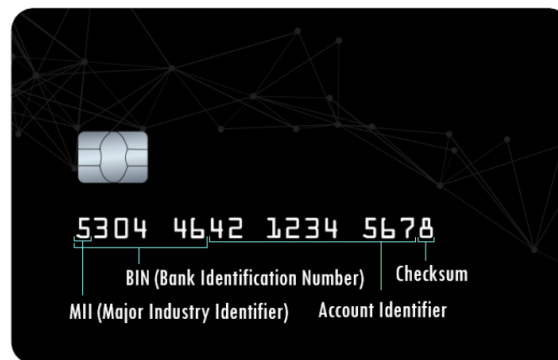 5304 4642 1234 5678
BIN (Bank Identification Number)
Checksum
MII (Major Industry Identifier)
Account Identifier